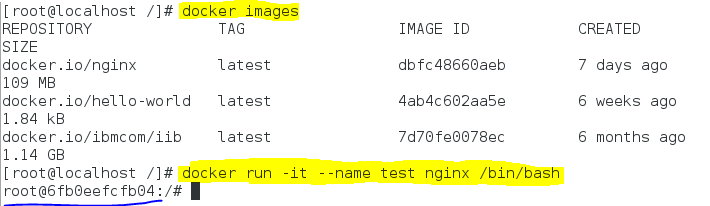 [root@localhost /]# docker images
REPOSITORY TAG IMAGE ID CREATED
SIZE
docker.io/nginx latest dbfc48660aeb 7 days ago
109 MB
docker.io/hello-world latest 4ab4c602aa5e 6 weeks ago
1.84 kB
docker.io/ibmcom/iib latest 7d70fe0078ec 6 months ago
1.14 GB
[root@localhost /]# docker run -it --name test nginx /bin/bash
root@6fb0eefcfb04:/#